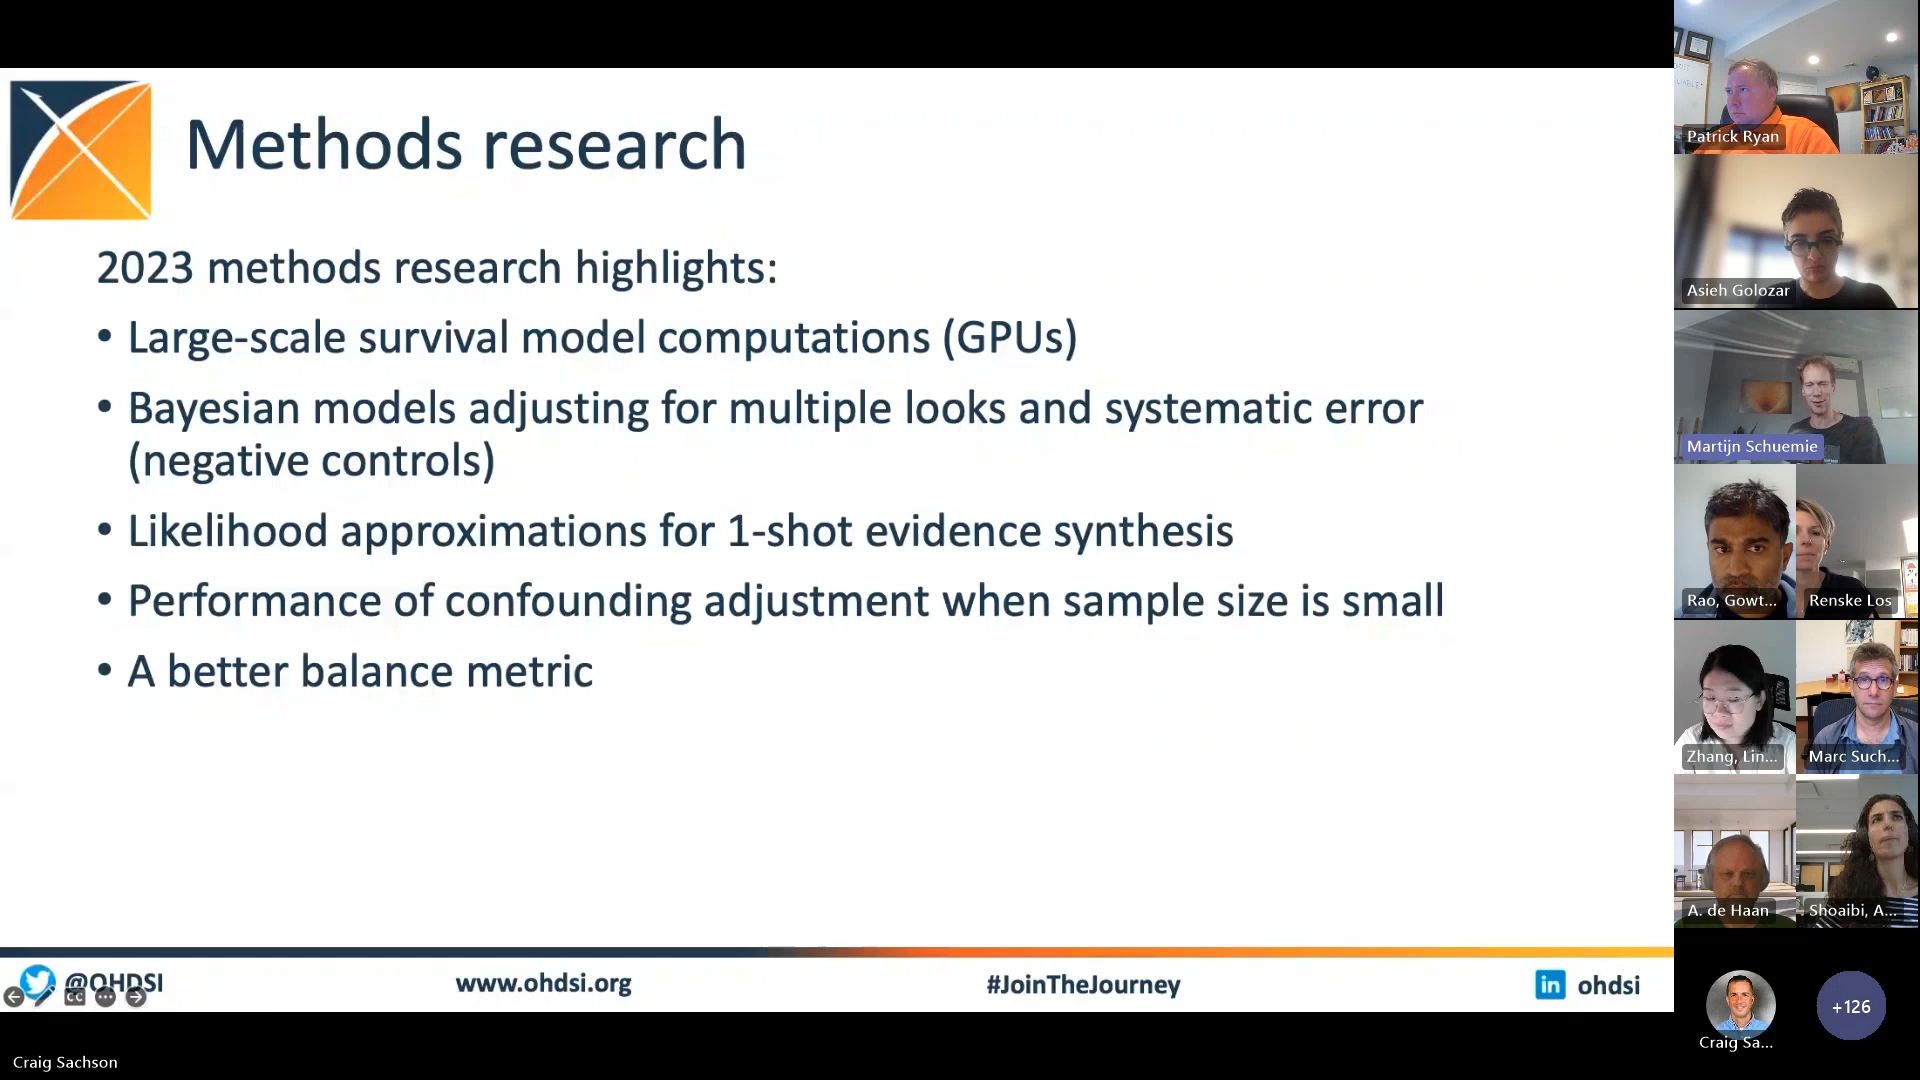 Methods research
2023 methods research highlights:
• Large-scale survival model computations (GPUs)
• Bayesian models adjusting for multiple looks and systematic error
(negative controls)
• Likelihood approximations for 1-shot evidence synthesis
• Performance of confounding adjustment when sample size is small
• A better balance metric
@OHDSI
www.ohdsi.org
#JoinTheJourney
in ohdsi
CC
Craig Sachson
Patrick Ryan
Asieh Golozar
Martijn Schuemie
Rao, Gowt...
Renske Los
Zhang, Lin...
Marc Such...
A. de Haan
Shoaibi, A...
Craig Sa...
+126